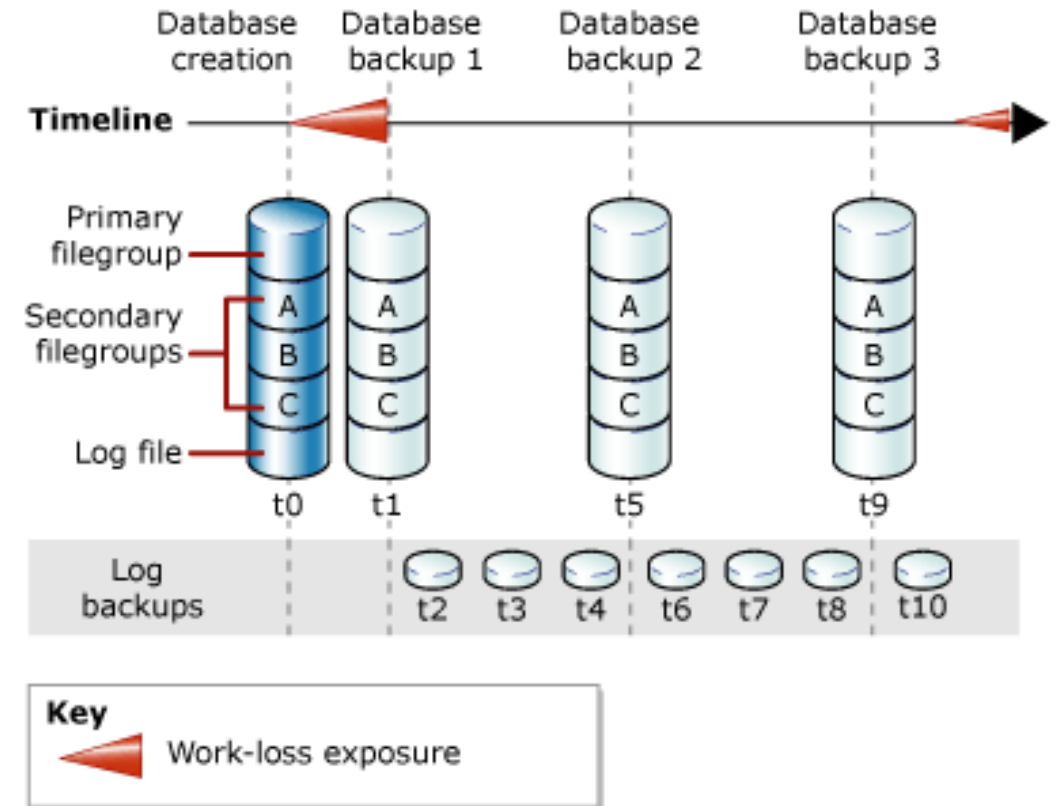 Database creation
Database backup 1
Database backup 2
Database backup 3
Timeline
Primary filegroup
Secondary filegroups
Log file
A
B
C
A
B
C
A
B
C
A
B
C
t0
t1
t5
t9
Log backups
t2
t3
t4
t6
t7
t8
t10
Key
Work-loss exposure